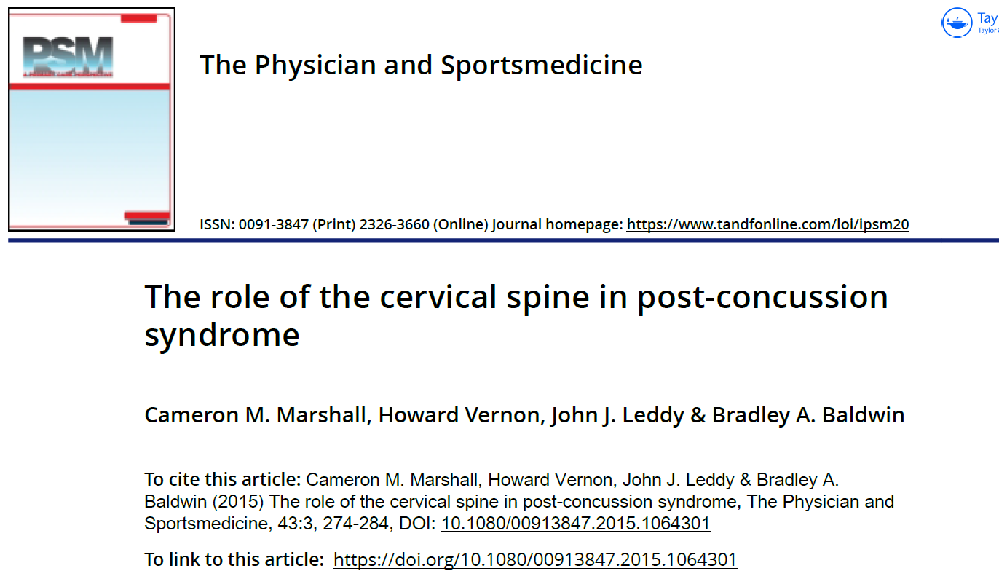 PSM
The Physician and Sportsmedicine
Tay
Taylor
ISSN: 0091-3847 (Print) 2326-3660 (Online) Journal homepage: https://www.tandfonline.com/loi/ipsm20
The role of the cervical spine in post-concussion
syndrome
Cameron M. Marshall, Howard Vernon, John J. Leddy & Bradley A. Baldwin
To cite this article: Cameron M. Marshall, Howard Vernon, John J. Leddy & Bradley A.
Baldwin (2015) The role of the cervical spine in post-concussion syndrome, The Physician and
Sportsmedicine, 43:3, 274-284, DOI: 10.1080/00913847.2015.1064301
To link to this article: https://doi.org/10.1080/00913847.2015.1064301